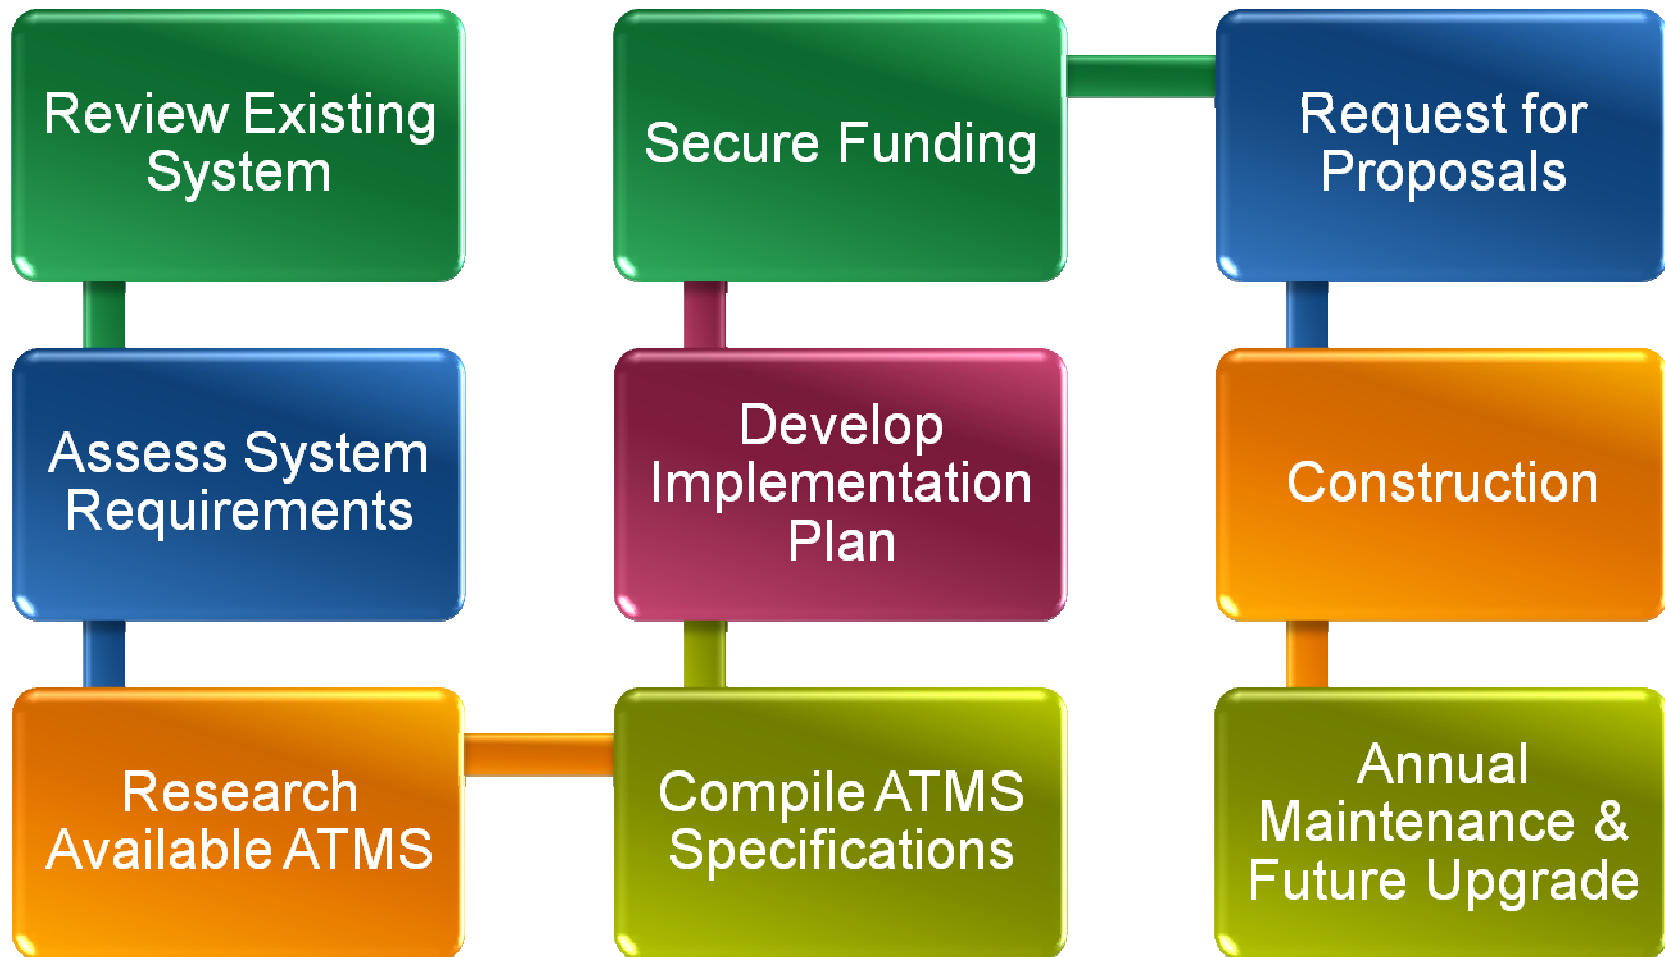 Review Existing
System
Assess System
Requirements
Research
Available ATMS
Compile ATMS
Specifications
Develop
Implementation
Plan
Secure Funding
Request for
Proposals
Construction
Annual
Maintenance &
Future Upgrade